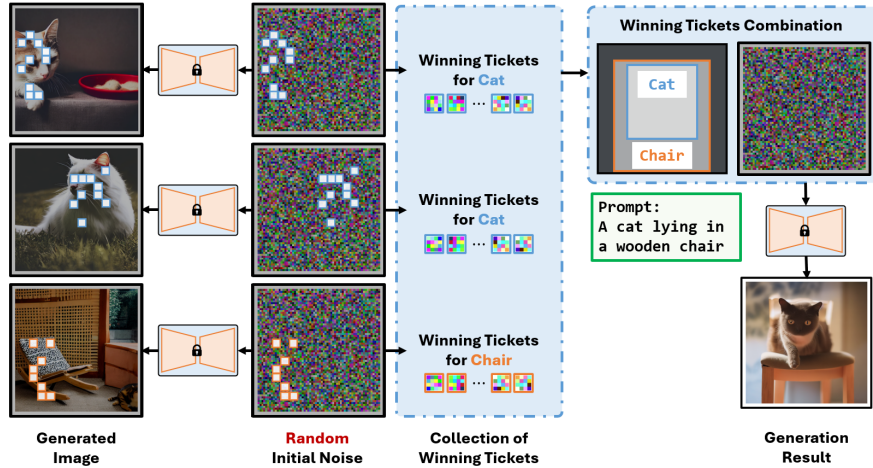 Winning Tickets
for Cat
...
Winning Tickets
for Cat
...
Winning Tickets
for Chair
...
Winning Tickets Combination
Cat
Chair
Prompt:
A cat lying in
a wooden chair
Generated
Image
Random
Initial Noise
Collection of
Winning Tickets
Generation
Result